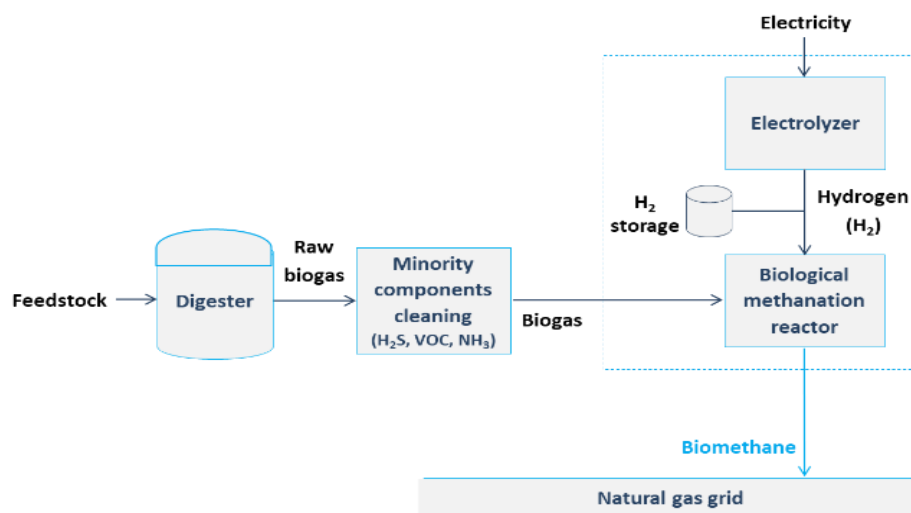 Electricity
Electrolyzer
H₂
storage
Hydrogen
(H₂)
Raw
biogas
Minority
components
cleaning
(H₂S, VOC, NH₃)
Feedstock
Digester
Biogas
Biological
methanation
reactor
Biomethane
Natural gas grid